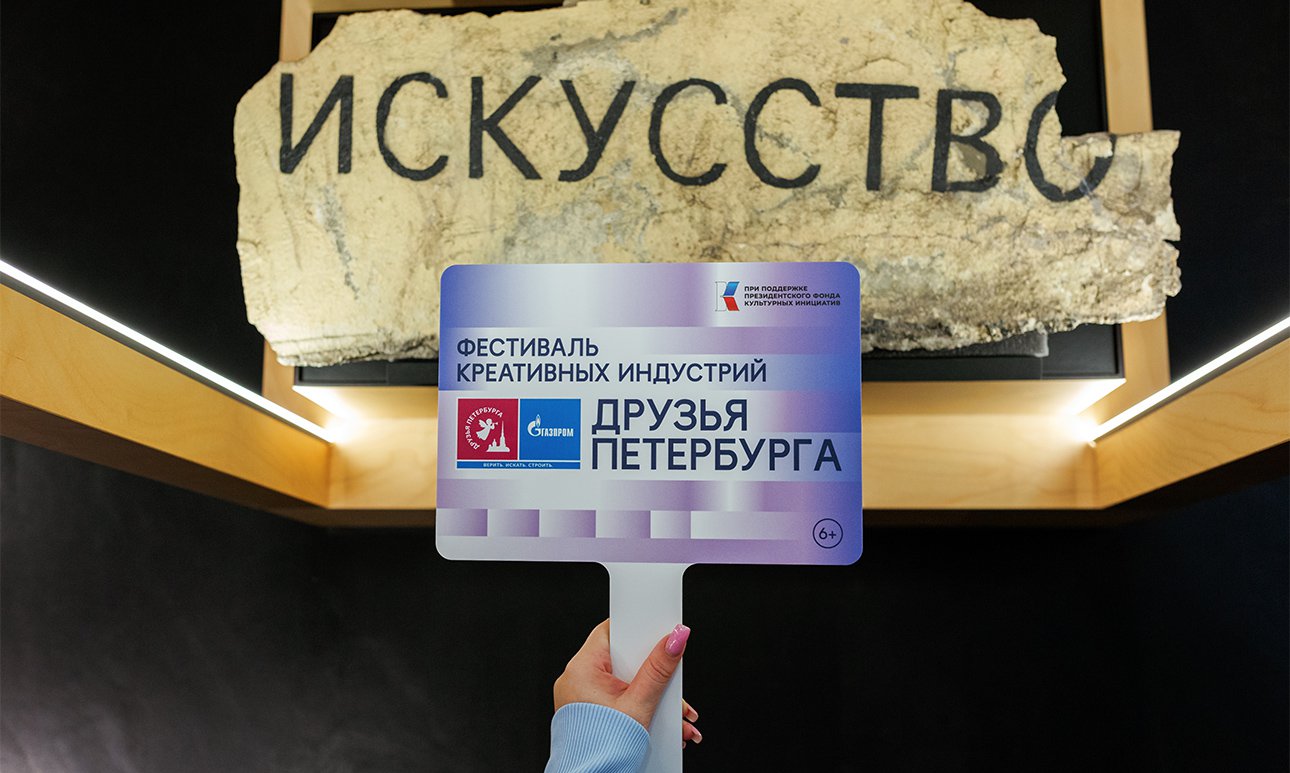 ИСКУССТВО
ПРИ ПОДДЕРЖКЕ
ПРЕЗИДЕНТСКОГО ФОНДА
КУЛЬТУРНЫХ ИНИЦИАТИВ
ФЕСТИВАЛЬ
КРЕАТИВНЫХ ИНДУСТРИЙ
ДРУЗЬЯ ПЕТЕРБУРГА
ГАЗПРОМ
ВЕРИТЬ. ИСКАТЬ. СТРОИТЬ.
ДРУЗЬЯ
ПЕТЕРБУРГА
6+